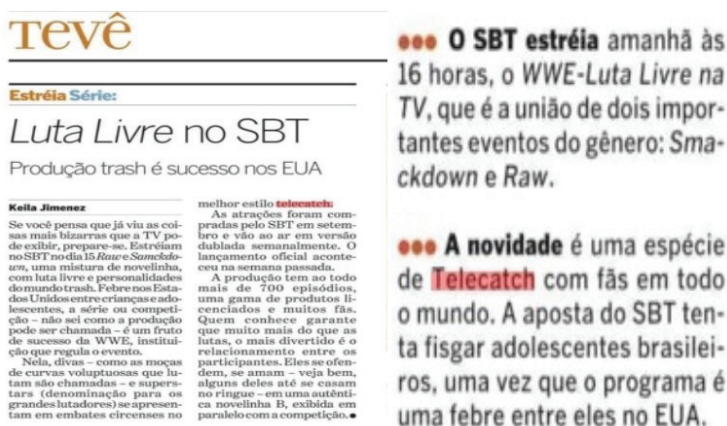 TEVÊ
Estréia Série:
Luta Livre no SBT
Produção trash é sucesso nos EUA
Keila Jimenez
Se você pensa que já viu as coi-
sas mais bizarras que a TV po-
de exibir, prepare-se. Estréiam
no SBT no dia 15 Raw e Samckdo-
wn, uma mistura de novelinha,
com luta livre e personalidades
do mundo trash. Febre nos Esta-
dos Unidos entre crianças e ado-
lescentes, a série ou competi-
ção – não sei como a produção
pode ser chamada – é um fruto
de sucesso da WWE, institui-
ção que regula o evento.
Nela, divas – como as moças
de curvas voluptuosas que lu-
tam são chamadas – e supers-
tars (denominação para os
grandes lutadores) se apresen-
tam em embates circenses no
melhor estilo telecatch.
As atrações foram com-
pradas pelo SBT em setem-
bro e vão ao ar em versão
dublada semanalmente. O
lançamento oficial aconte-
ceu na semana passada.
A produção tem ao todo
mais de 700 episódios,
uma gama de produtos li-
cenciados e muitos fãs.
Quem conhece garante
que muito mais do que as
lutas, o mais divertido é o
relacionamento entre os
participantes. Eles se ofen-
dem, se amam – veja bem,
alguns deles até se casam
no ringue – em uma autênti-
ca novelinha B, exibida em
paralelo com a competição.●
●●● O SBT estréia amanhã às
16 horas, o WWE-Luta Livre na
TV, que é a união de dois impor-
tantes eventos do gênero: Sma-
ckdown e Raw.
●●● A novidade é uma espécie
de Telecatch com fãs em todo
o mundo. A aposta do SBT ten-
ta fisgar adolescentes brasilei-
ros, uma vez que o programa é
uma febre entre eles no EUA.